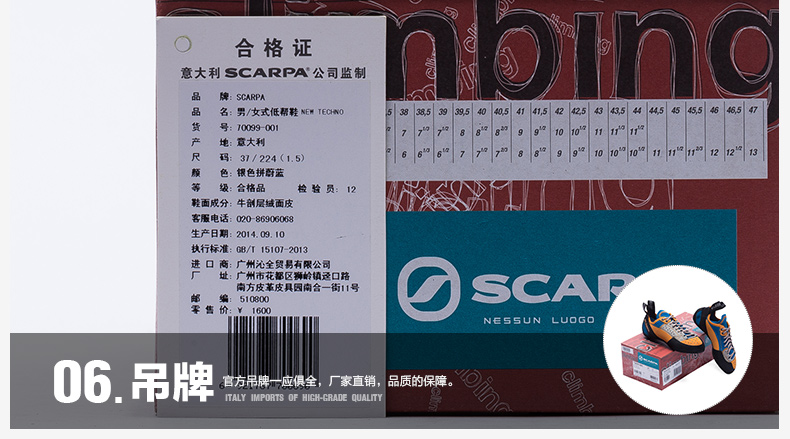 合格证
意大利SCARPA®公司监制
品 牌: SCARPA
品 名: 男/女式低帮鞋 NEW TECHNO
货 号: 70099-001
产 地: 意大利
尺 码: 37/224(1.5)
颜 色: 银色拼蔚蓝
等 级: 合格品 检 验 员: 12
鞋面成分: 牛剖层绒面皮
客服电话: 020-86906068
生产日期: 2014.09.10
执行标准: GB/T 15107-2013
进 口 商: 广州沁全贸易有限公司
厂 址: 广州市花都区狮岭镇迳口路
南方皮革皮具园南合一街11号
邮 编: 510800
零 售 价: ¥ 1600
climbing
38 38,5 39 39,5 40 40,5 41 41,5 42 42,5 43 43,5 44 44,5 45 45,5 46 46,5 47
SCARPA
NESSUN LUOGO
06.吊牌
官方吊牌一应俱全，厂家直销，品质的保障。
ITALY IMPORTS OF HIGH-GRADE QUALITY